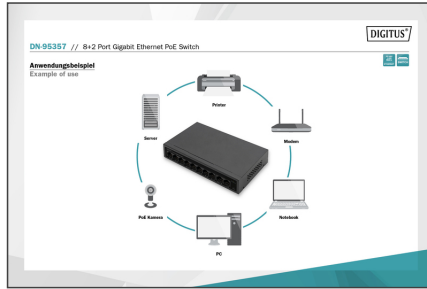 DIGITUS®
DN-95357 // 8+2 Port Gigabit Ethernet PoE Switch
Anwendungsbeispiel
Example of use
Printer
Server
Modem
PoE Kamera
Notebook
PC